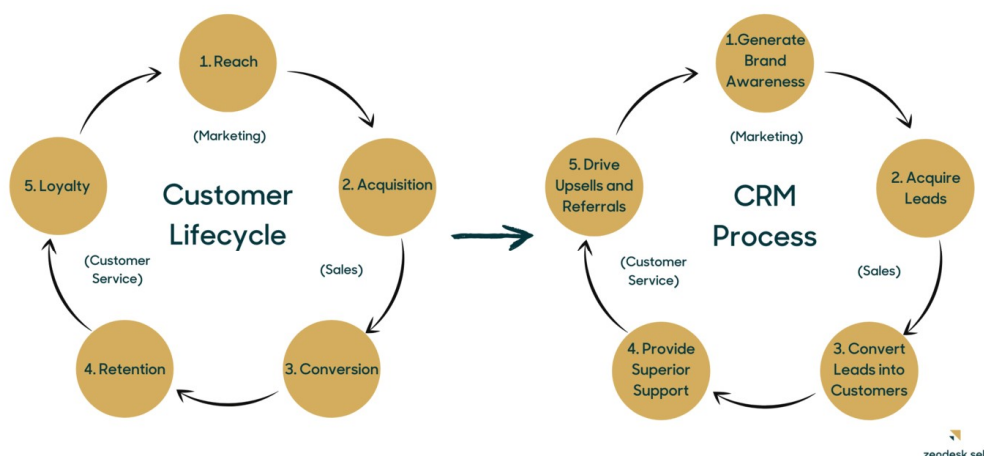 1. Reach
(Marketing)
2. Acquisition
(Sales)
3. Conversion
4. Retention
(Customer
Service)
5. Loyalty
Customer
Lifecycle
1.Generate
Brand
Awareness
(Marketing)
2. Acquire
Leads
(Sales)
3. Convert
Leads into
Customers
4. Provide
Superior
Support
(Customer
Service)
5. Drive
Upsells and
Referrals
CRM
Process
zendesk sell